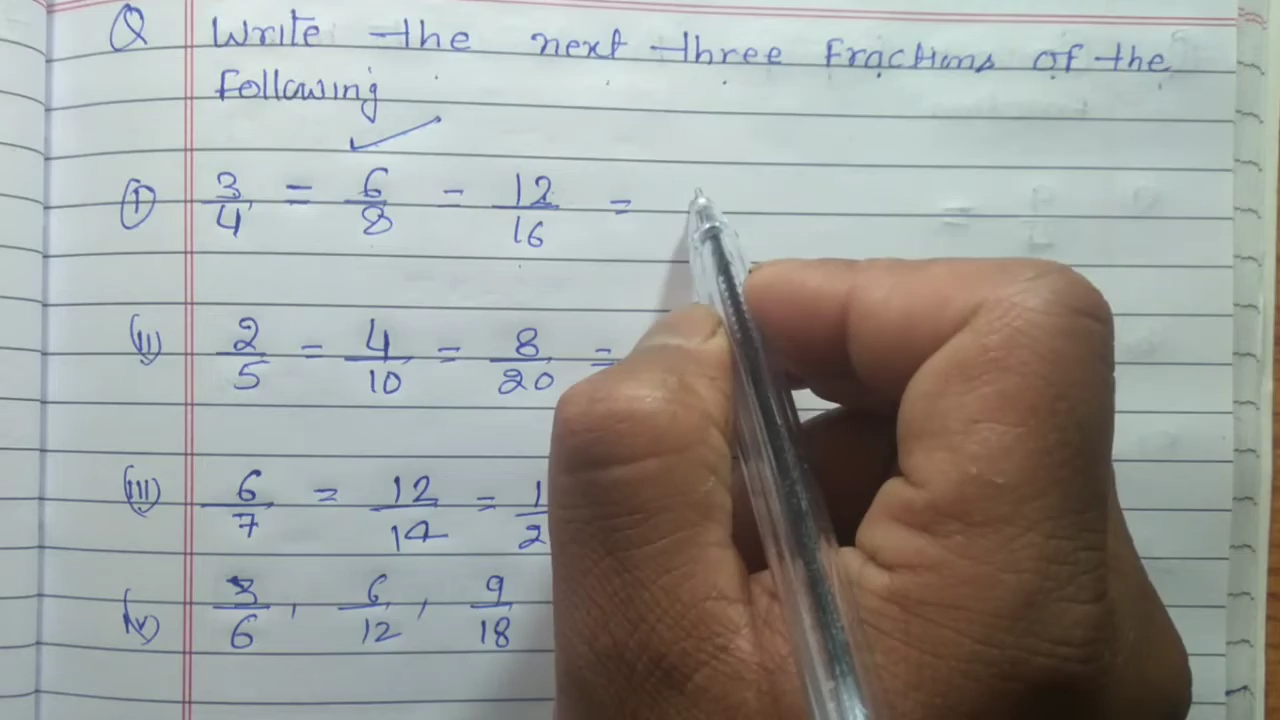 Q Write the next three fractions of the
following
(i) 3/4 = 6/8 - 12/16 =
(ii) 2/5 = 4/10 = 8/20 =
(iii) 6/7 = 12/14 =
(iv) 3/6, 6/12, 9/18